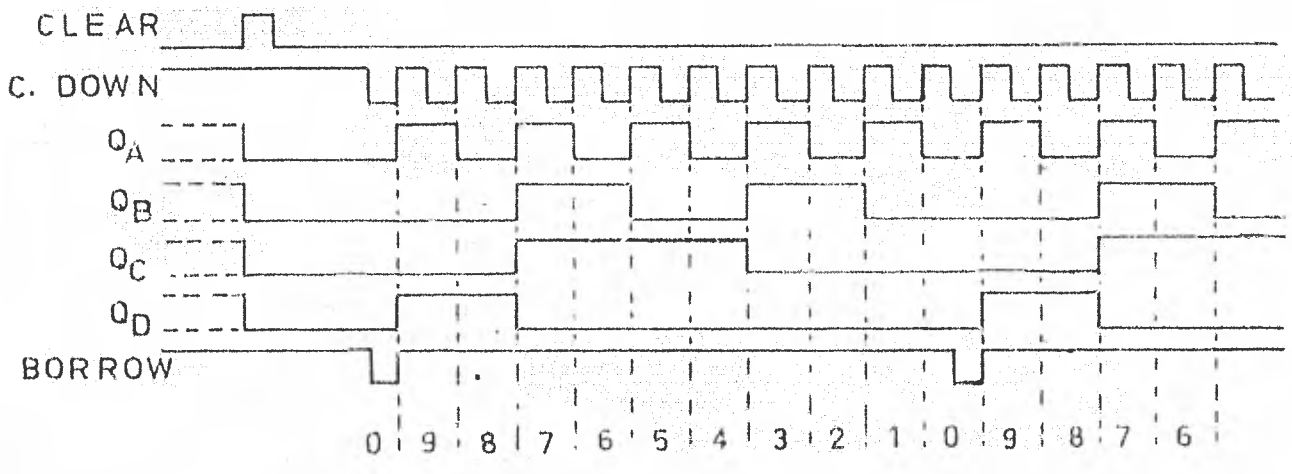 CLEAR
C. DOWN
QA
QB
QC
QD
BORROW
0 9 8 7 6 5 4 3 2 1 0 9 8 7 6